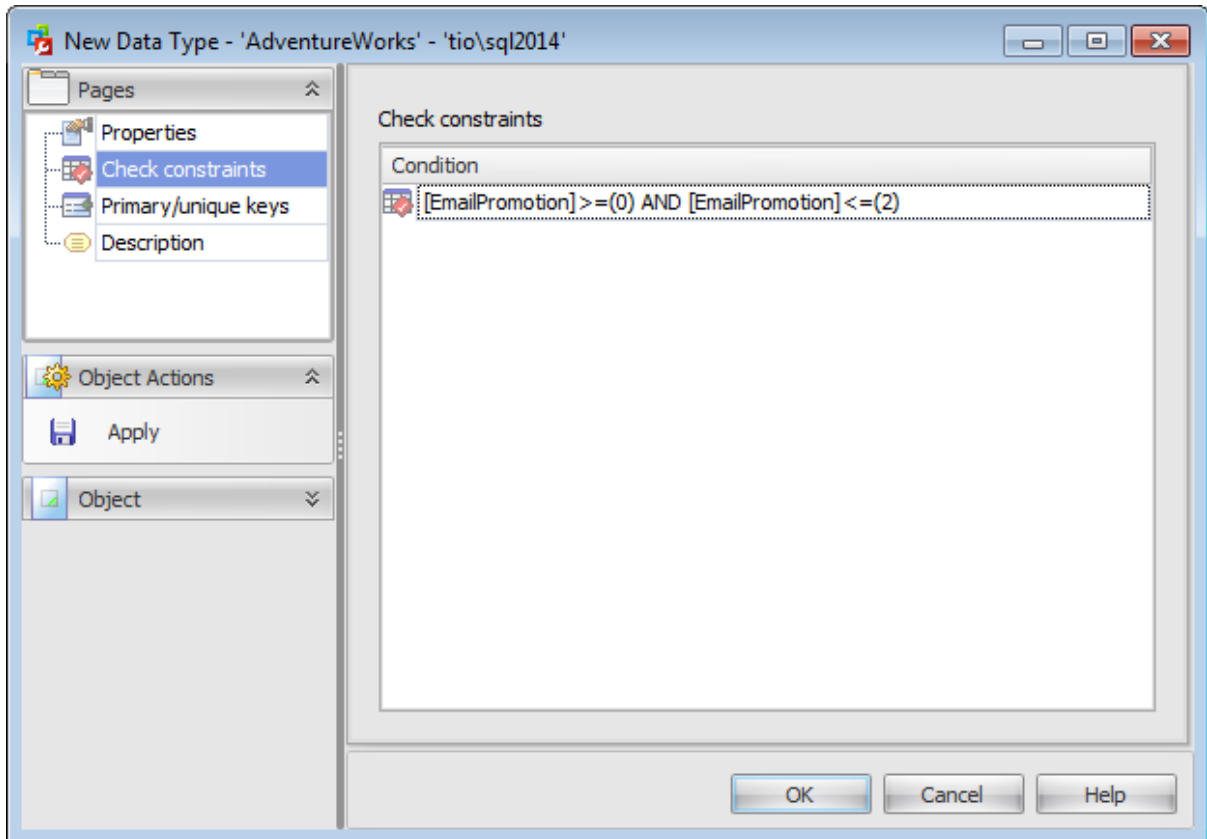 New Data Type - 'AdventureWorks' - 'tio\sql2014'
Pages
Properties
Check constraints
Primary/unique keys
Description
Object Actions
Apply
Object
Check constraints
Condition
[EmailPromotion]>=(0) AND [EmailPromotion]<=(2)
OK Cancel Help